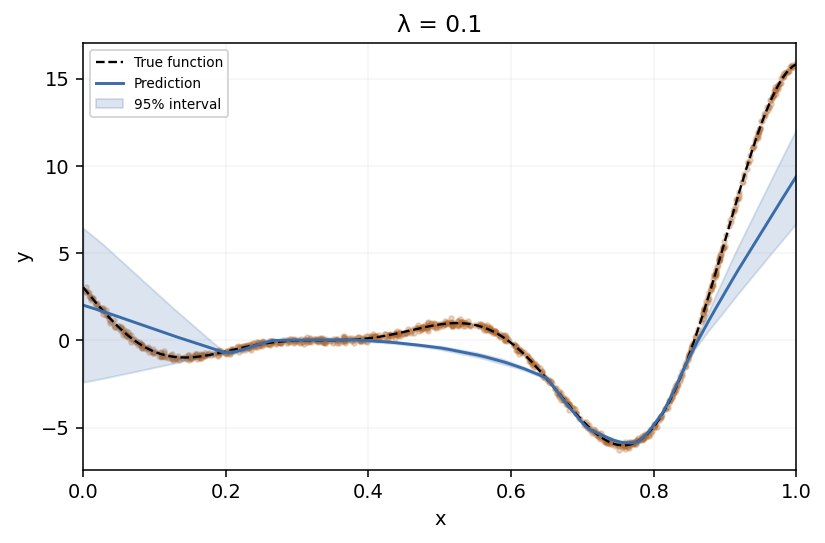 λ = 0.1
True function
Prediction
95% interval
15
10
5
0
−5
y
0.0 0.2 0.4 0.6 0.8 1.0
x